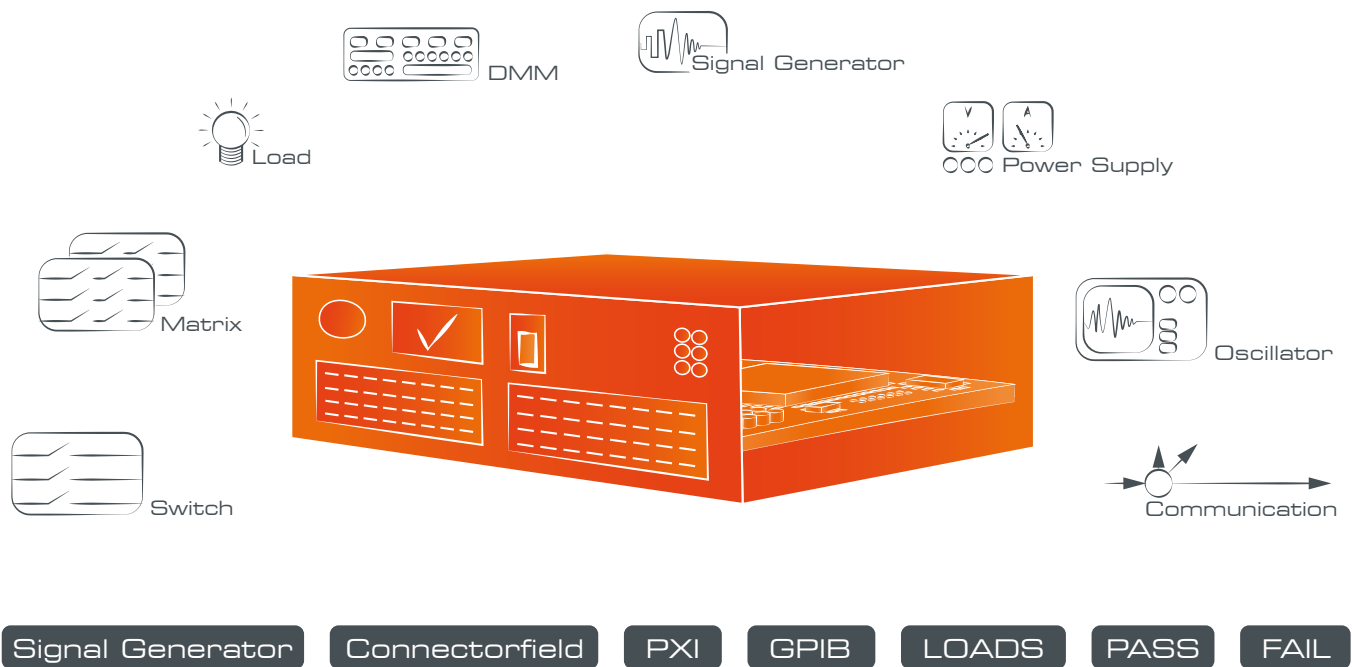 DMM
Signal Generator
Load
V
A
Power Supply
Matrix
Oscillator
Switch
Communication
Signal Generator
Connectorfield
PXI
GPIB
LOADS
PASS
FAIL